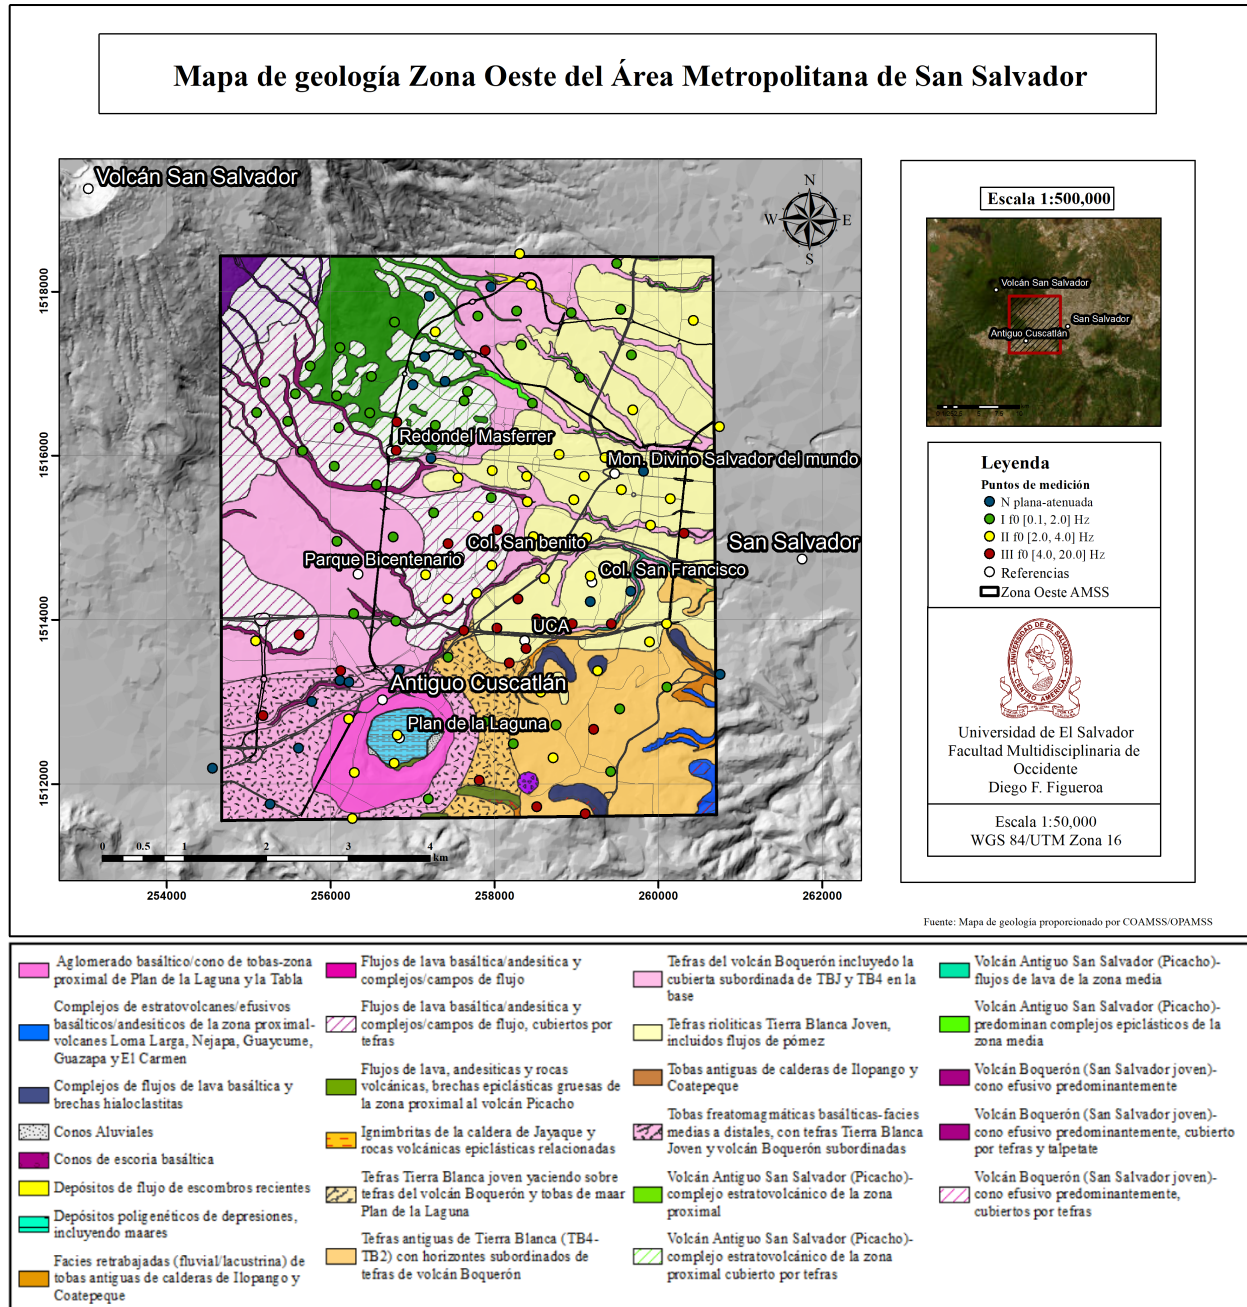 Mapa de geología Zona Oeste del Área Metropolitana de San Salvador
Volcán San Salvador
N
W
E
S
1518000
1516000
1514000
1512000
Redondel Masferrer
Mon. Divino Salvador del mundo
Col. San benito
San Salvador
Parque Bicentenario
Col. San Francisco
UCA
Antiguo Cuscatlán
Plan de la Laguna
0
0.5
1
2
3
4
km
254000
256000
258000
260000
262000
Escala 1:500,000
Volcán San Salvador
San Salvador
Antiguo Cuscatlán
Leyenda
Puntos de medición
N plana-atenuada
I f0 [0.1, 2.0] Hz
II f0 [2.0, 4.0] Hz
III f0 [4.0, 20.0] Hz
Referencias
Zona Oeste AMSS
UNIVERSIDAD DE EL SALVADOR
CENTRO AMERICA
Universidad de El Salvador
Facultad Multidisciplinaria de
Occidente
Diego F. Figueroa
Escala 1:50,000
WGS 84/UTM Zona 16
Fuente: Mapa de geología proporcionado por COAMSS/OPAMSS
Aglomerado basáltico/cono de tobas-zona
proximal de Plan de la Laguna y la Tabla
Complejos de estratovolcanes/efusivos
basálticos/andesiticos de la zona proximal-
volcanes Loma Larga, Nejapa, Guaycume,
Guazapa y El Carmen
Complejos de flujos de lava basáltica y
brechas hialoclastitas
Conos Aluviales
Conos de escoria basáltica
Depósitos de flujo de escombros recientes
Depósitos poligenéticos de depresiones,
incluyendo maares
Facies retrabajadas (fluvial/lacustrina) de
tobas antiguas de calderas de Ilopango y
Coatepeque
Flujos de lava basáltica/andesitica y
complejos/campos de flujo
Flujos de lava basáltica/andesitica y
complejos/campos de flujo, cubiertos por
tefras
Flujos de lava, andesiticas y rocas
volcánicas, brechas epiclásticas gruesas de
la zona proximal al volcán Picacho
Ignimbritas de la caldera de Jayaque y
rocas volcánicas epiclásticas relacionadas
Tefras Tierra Blanca joven yaciendo sobre
tefras del volcán Boquerón y tobas de maar
Plan de la Laguna
Tefras antiguas de Tierra Blanca (TB4-
TB2) con horizontes subordinados de
tefras de volcán Boquerón
Tefras del volcán Boquerón incluyedo la
cubierta subordinada de TBJ y TB4 en la
base
Tefras rioliticas Tierra Blanca Joven,
incluidos flujos de pómez
Tobas antiguas de calderas de Ilopango y
Coatepeque
Tobas freatomagmáticas basálticas-facies
medias a distales, con tefras Tierra Blanca
Joven y volcán Boquerón subordinadas
Volcán Antiguo San Salvador (Picacho)-
complejo estratovolcánico de la zona
proximal
Volcán Antiguo San Salvador (Picacho)-
complejo estratovolcánico de la zona
proximal cubierto por tefras
Volcán Antiguo San Salvador (Picacho)-
flujos de lava de la zona media
Volcán Antiguo San Salvador (Picacho)-
predominan complejos epiclásticos de la
zona media
Volcán Boquerón (San Salvador joven)-
cono efusivo predominantemente
Volcán Boquerón (San Salvador joven)-
cono efusivo predominantemente, cubierto
por tefras y talpetate
Volcán Boquerón (San Salvador joven)-
cono efusivo predominantemente,
cubiertos por tefras